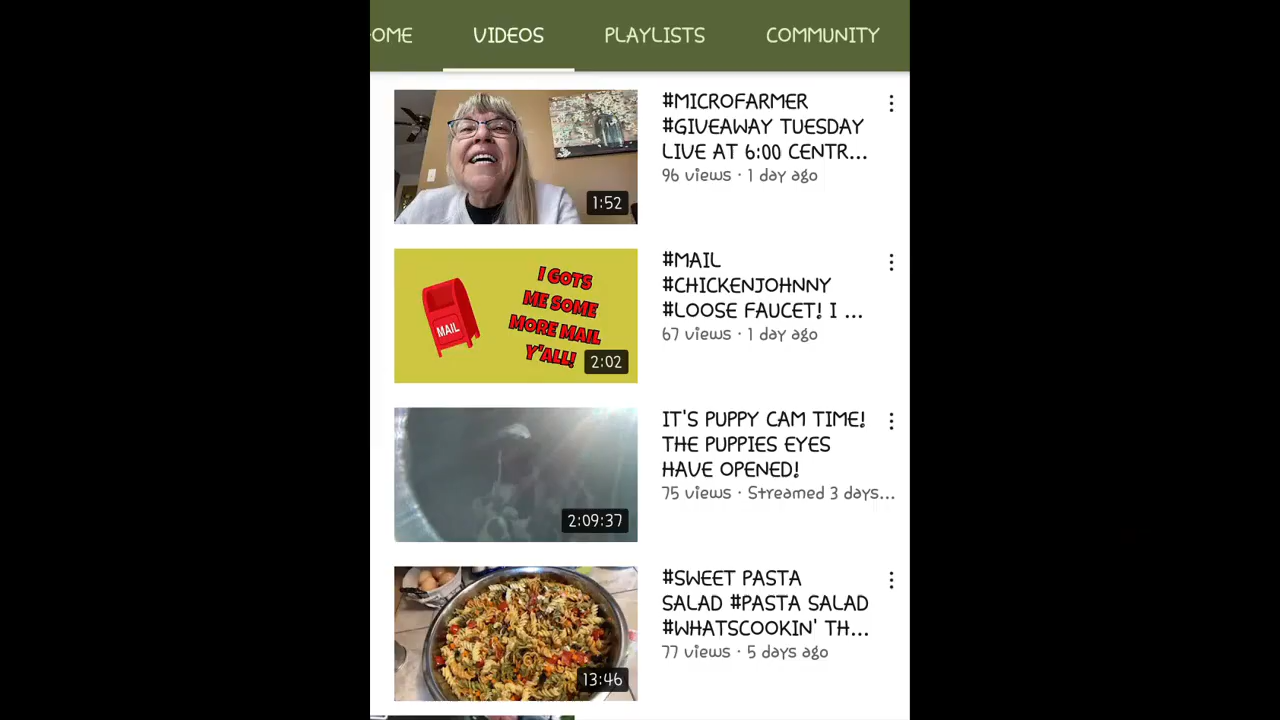 OME VIDEOS PLAYLISTS COMMUNITY
#MICROFARMER
#GIVEAWAY TUESDAY
LIVE AT 6:00 CENTR...
96 views · 1 day ago
1:52
#MAIL
#CHICKENJOHNNY
#LOOSE FAUCET! I ...
67 views · 1 day ago
MAIL
I GOTS
ME SOME
MORE MAIL
Y'ALL!
2:02
IT'S PUPPY CAM TIME!
THE PUPPIES EYES
HAVE OPENED!
75 views · Streamed 3 days...
2:09:37
#SWEET PASTA
SALAD #PASTA SALAD
#WHATSCOOKIN' TH...
77 views · 5 days ago
13:46